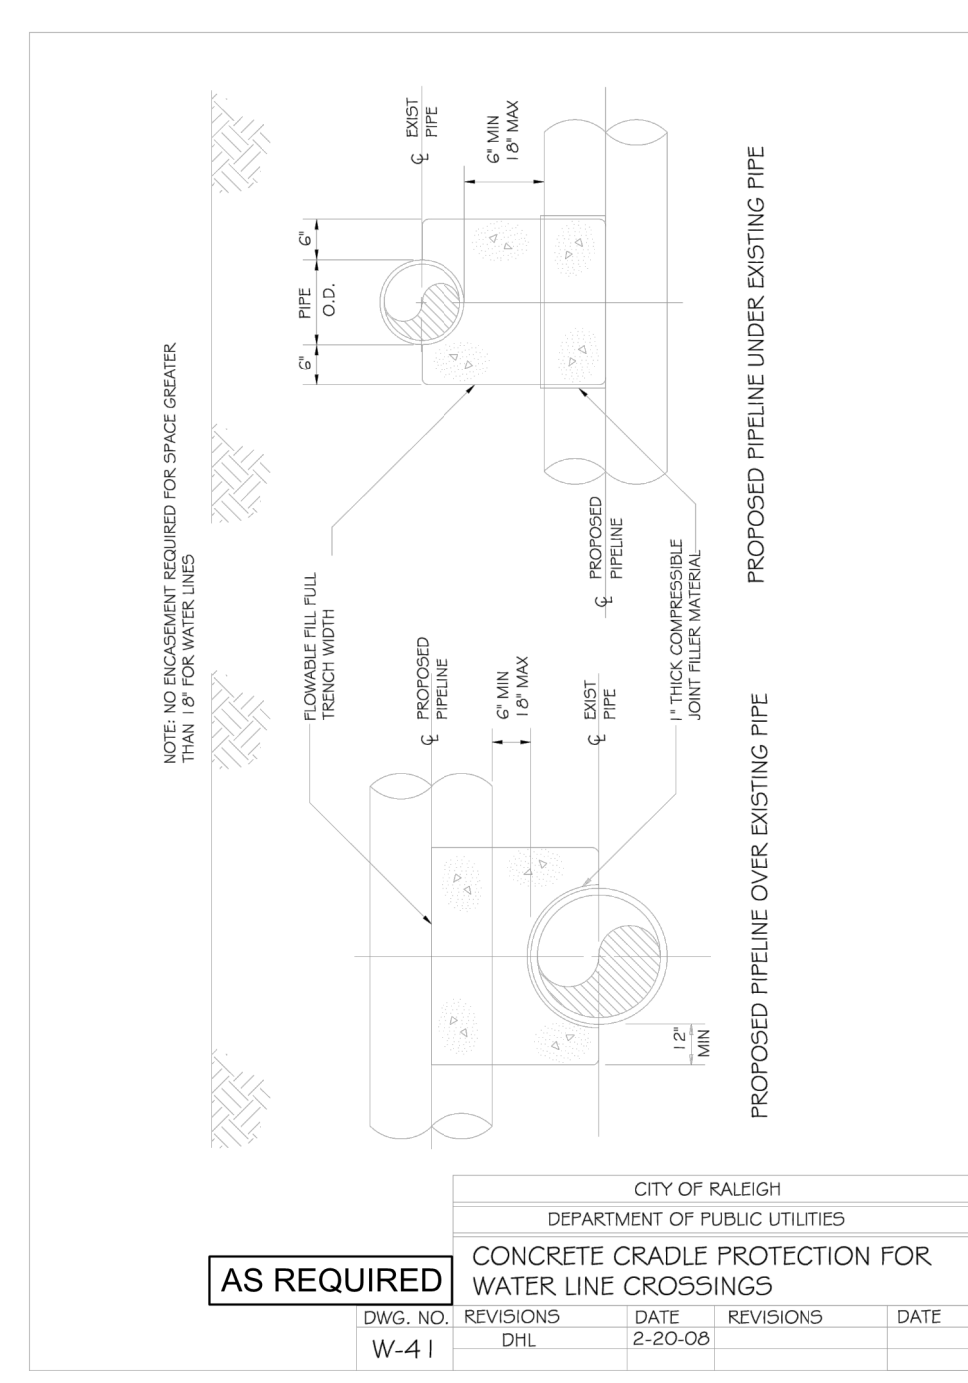 NOTE: NO ENCASEMENT REQUIRED FOR SPACE GREATER
THAN 18" FOR WATER LINES
FLOWABLE FILL FULL
TRENCH WIDTH
℄ PROPOSED
PIPELINE
6" MIN
18" MAX
℄ EXIST
PIPE
1" THICK COMPRESSIBLE
JOINT FILLER MATERIAL
12"
MIN
PROPOSED PIPELINE OVER EXISTING PIPE
6"
PIPE
O.D.
6"
℄ EXIST
PIPE
6" MIN
18" MAX
℄ PROPOSED
PIPELINE
PROPOSED PIPELINE UNDER EXISTING PIPE
CITY OF RALEIGH
DEPARTMENT OF PUBLIC UTILITIES
CONCRETE CRADLE PROTECTION FOR
WATER LINE CROSSINGS
AS REQUIRED
DWG. NO. REVISIONS DATE REVISIONS DATE
W-41 DHL 2-20-08